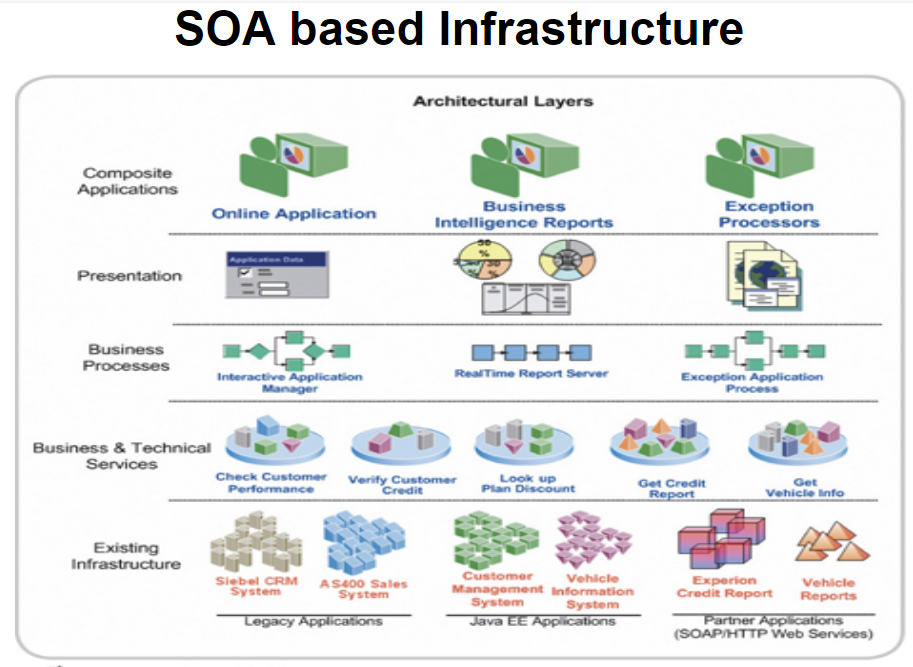 SOA based Infrastructure
Architectural Layers
Composite
Applications
Online Application
Business
Intelligence Reports
Exception
Processors
Presentation
Application Data
50
%
%
30
%
Business
Processes
Interactive Application
Manager
RealTime Report Server
Exception Application
Process
Business & Technical
Services
Check Customer
Performance
Verify Customer
Credit
Look up
Plan Discount
Get Credit
Report
Get
Vehicle Info
Existing
Infrastructure
Siebel CRM
System
AS400 Sales
System
Customer
Management
System
Vehicle
Information
System
Experion
Credit Report
Vehicle
Reports
Legacy Applications
Java EE Applications
Partner Applications
(SOAP/HTTP Web Services)